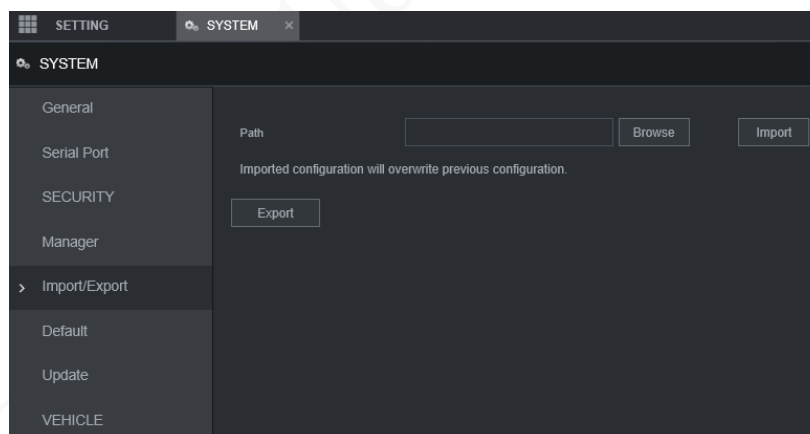 SETTING
SYSTEM ×
SYSTEM
General
Serial Port
SECURITY
Manager
Import/Export
Default
Update
VEHICLE
Path Browse Import
Imported configuration will overwrite previous configuration.
Export